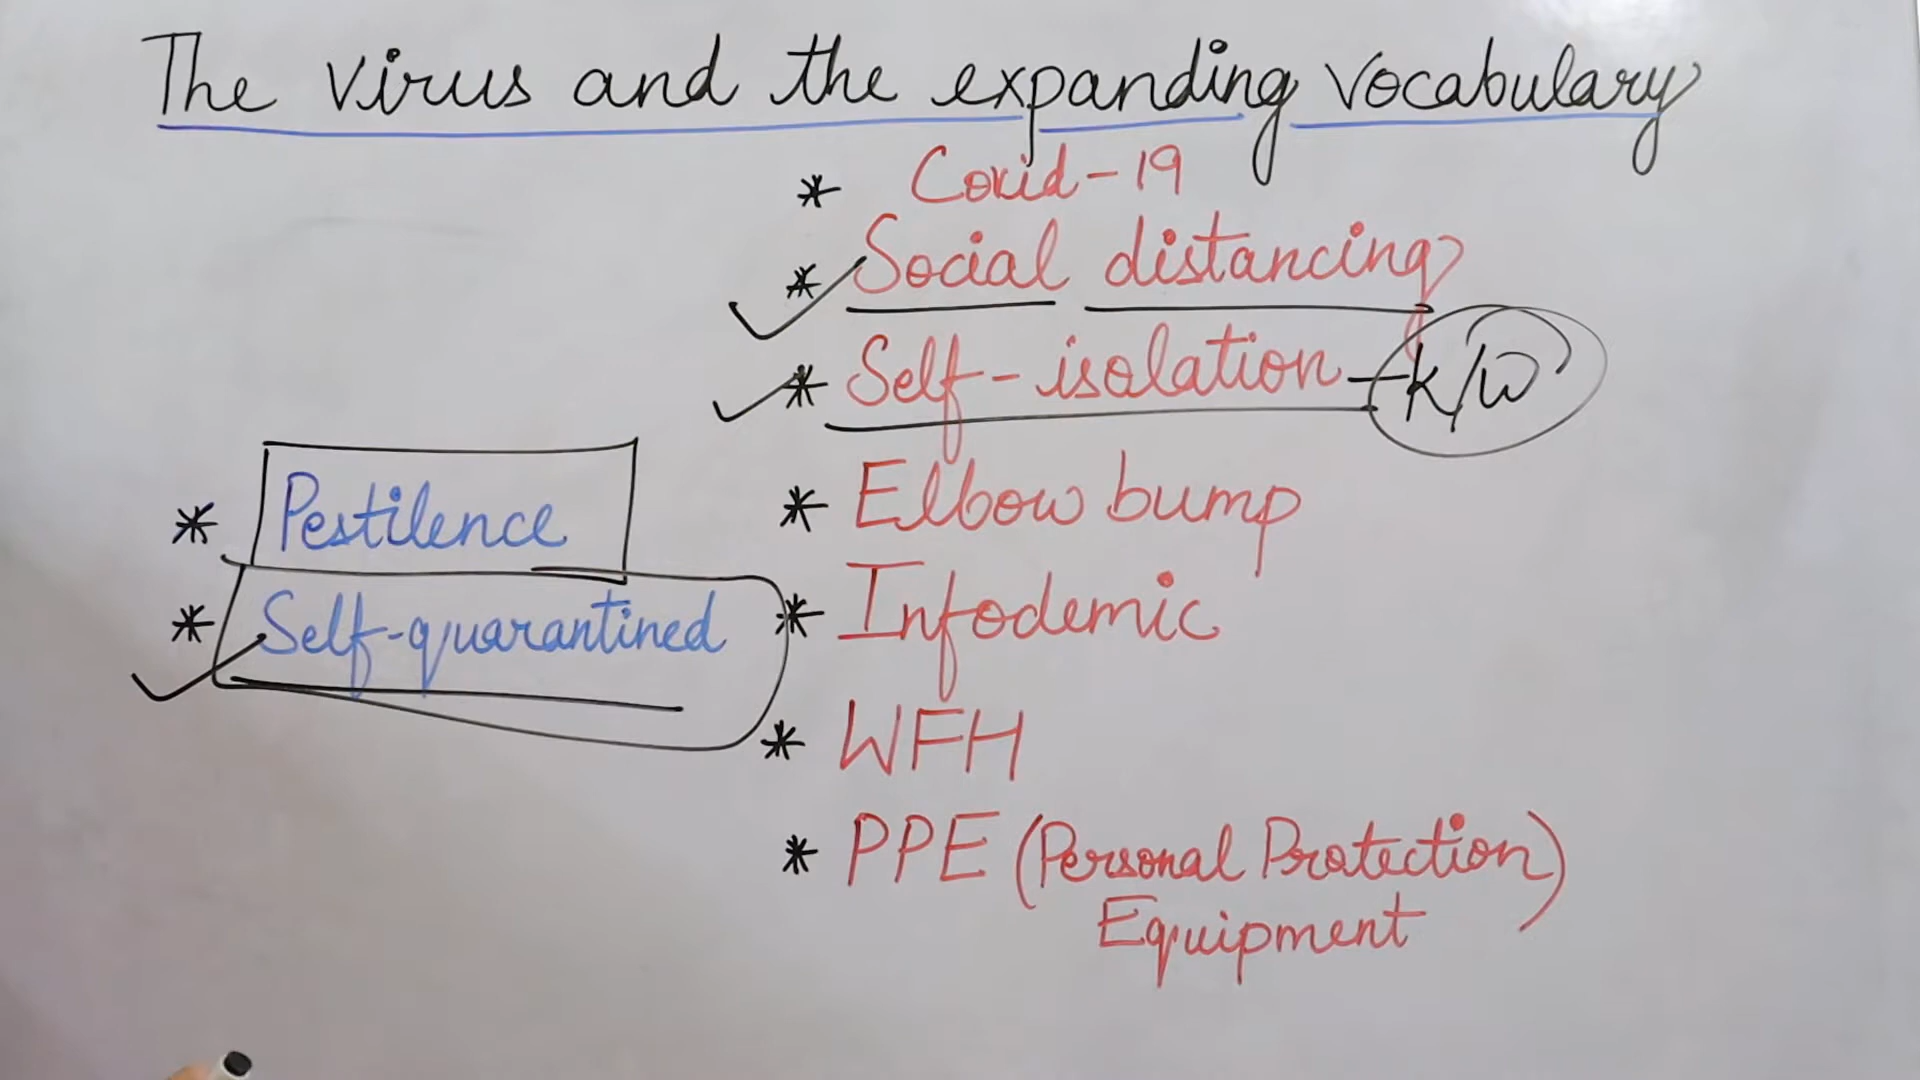 The virus and the expanding vocabulary
* Covid-19
* Social distancing
* Self-isolation - k/w
* Elbow bump
* Infodemic
* WFH
* PPE (Personal Protection
Equipment)
* Pestilence
* Self-quarantined